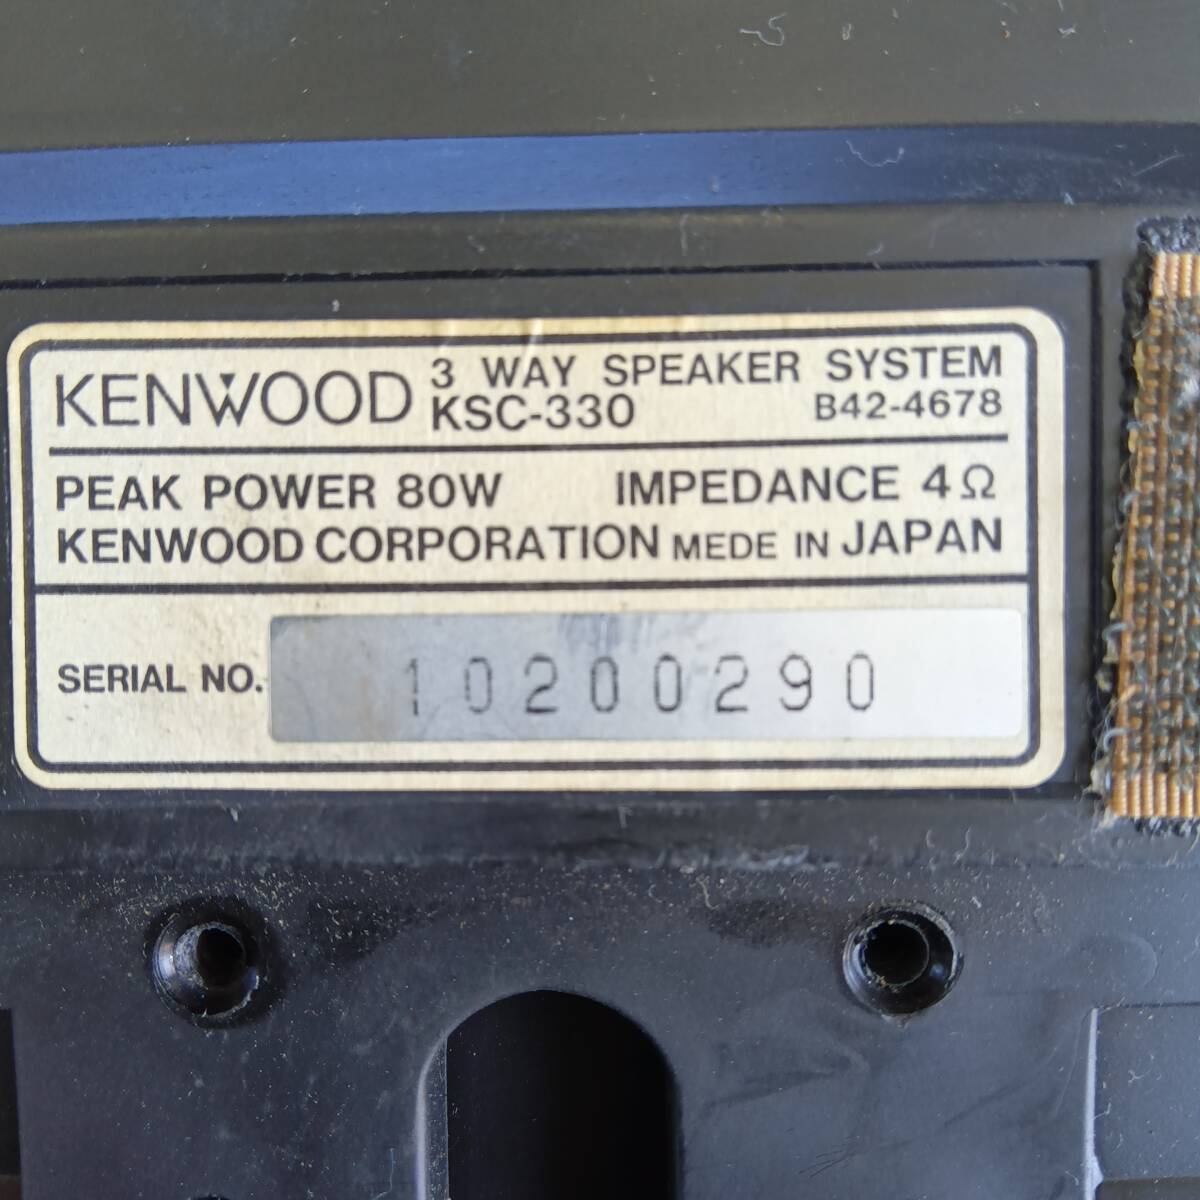 KENWOOD 3 WAY SPEAKER SYSTEM
KSC-330 B42-4678
PEAK POWER 80W IMPEDANCE 4Ω
KENWOOD CORPORATION MEDE IN JAPAN
SERIAL NO. 10200290